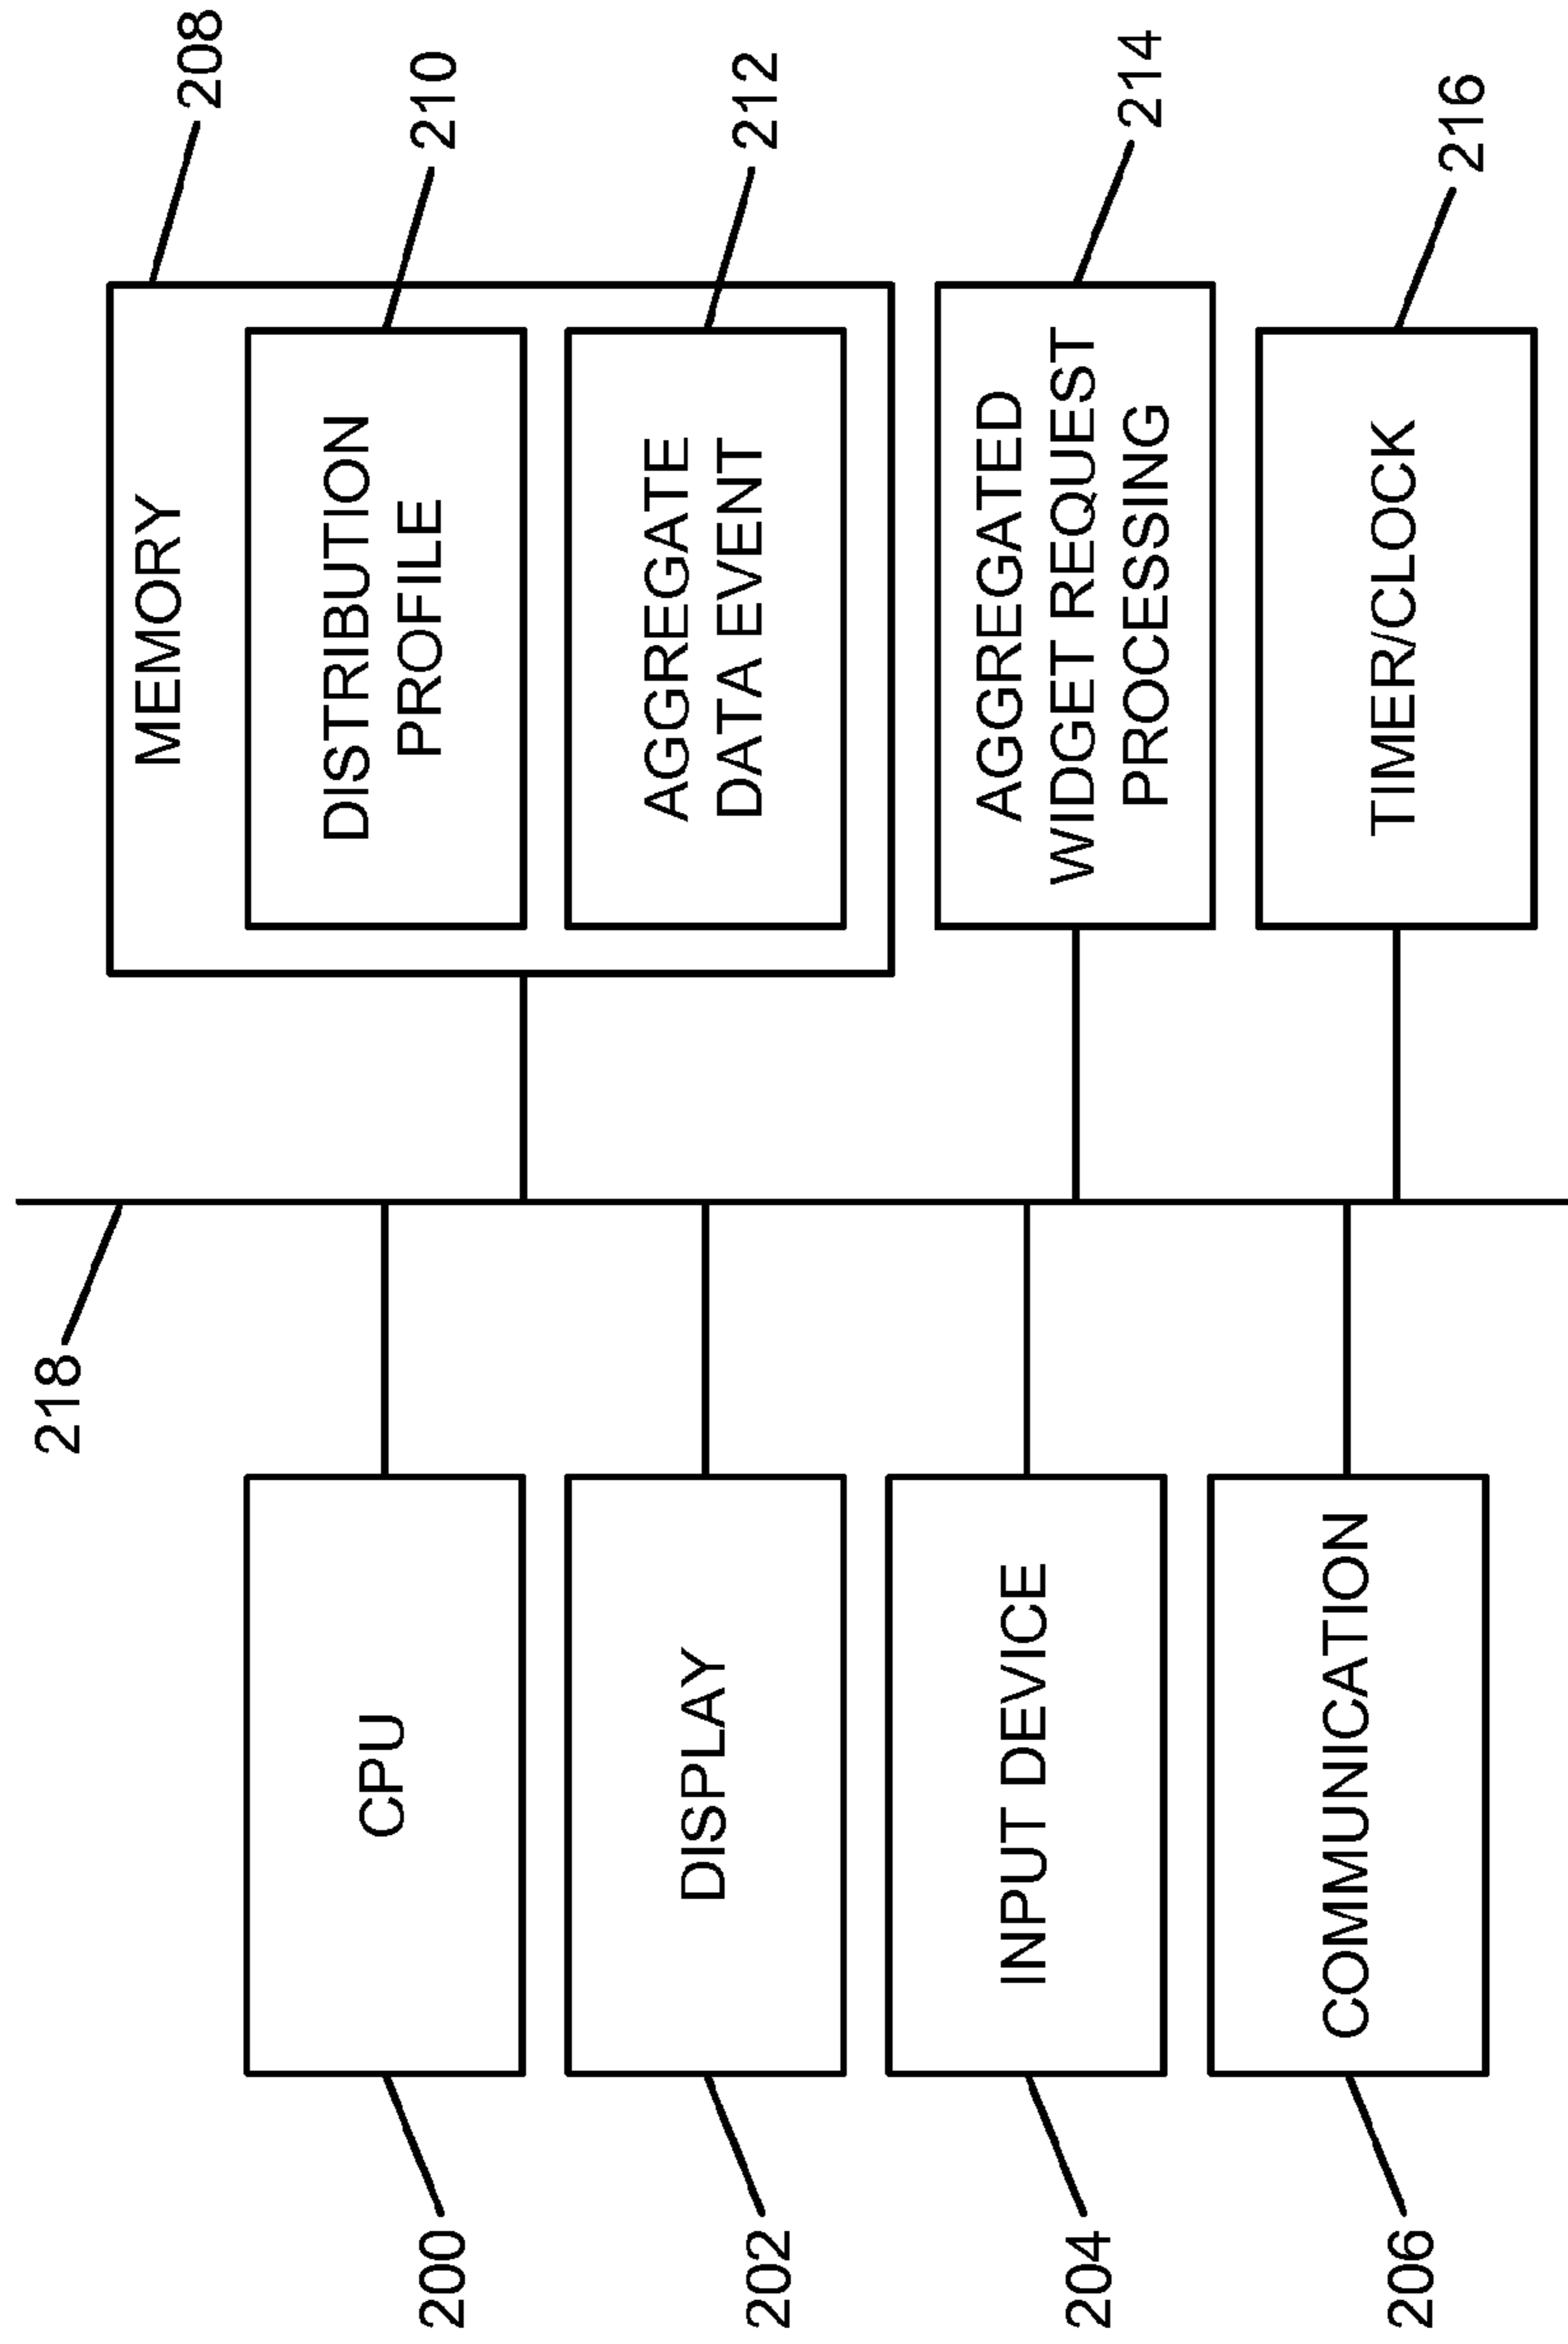 218
200
CPU
202
DISPLAY
204
INPUT DEVICE
206
COMMUNICATION
MEMORY
208
DISTRIBUTION
PROFILE
210
AGGREGATE
DATA EVENT
212
AGGREGATED
WIDGET REQUEST
PROCESSING
214
TIMER/CLOCK
216